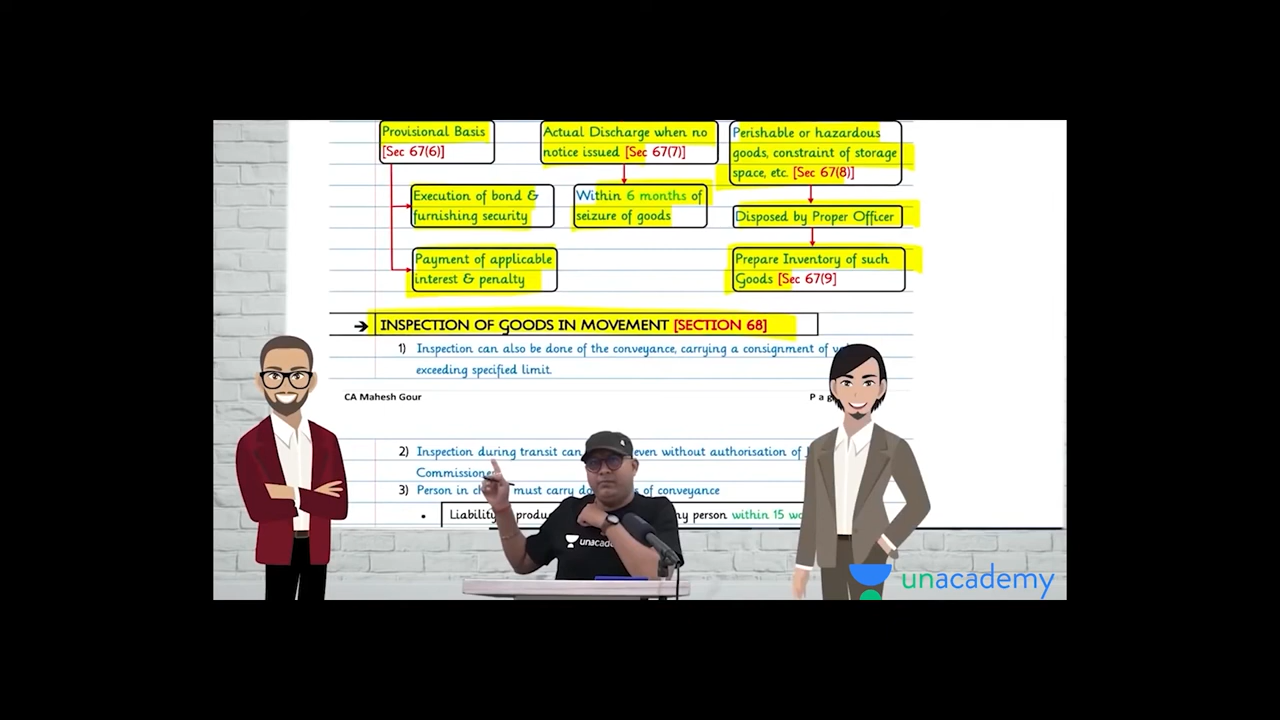 Provisional Basis
[Sec 67(6)]
Actual Discharge when no
notice issued [Sec 67(7)]
Perishable or hazardous
goods, constraint of storage
space, etc. [Sec 67(8)]
Execution of bond &
furnishing security
Within 6 months of
seizure of goods
Disposed by Proper Officer
Payment of applicable
interest & penalty
Prepare Inventory of such
Goods [Sec 67(9]
➔ INSPECTION OF GOODS IN MOVEMENT [SECTION 68]
1) Inspection can also be done of the conveyance, carrying a consignment of
exceeding specified limit.
CA Mahesh Gour
2) Inspection during transit can even without authorisation of
Commissioner
3) Person in must carry of conveyance
• Liability person within 15
unacademy